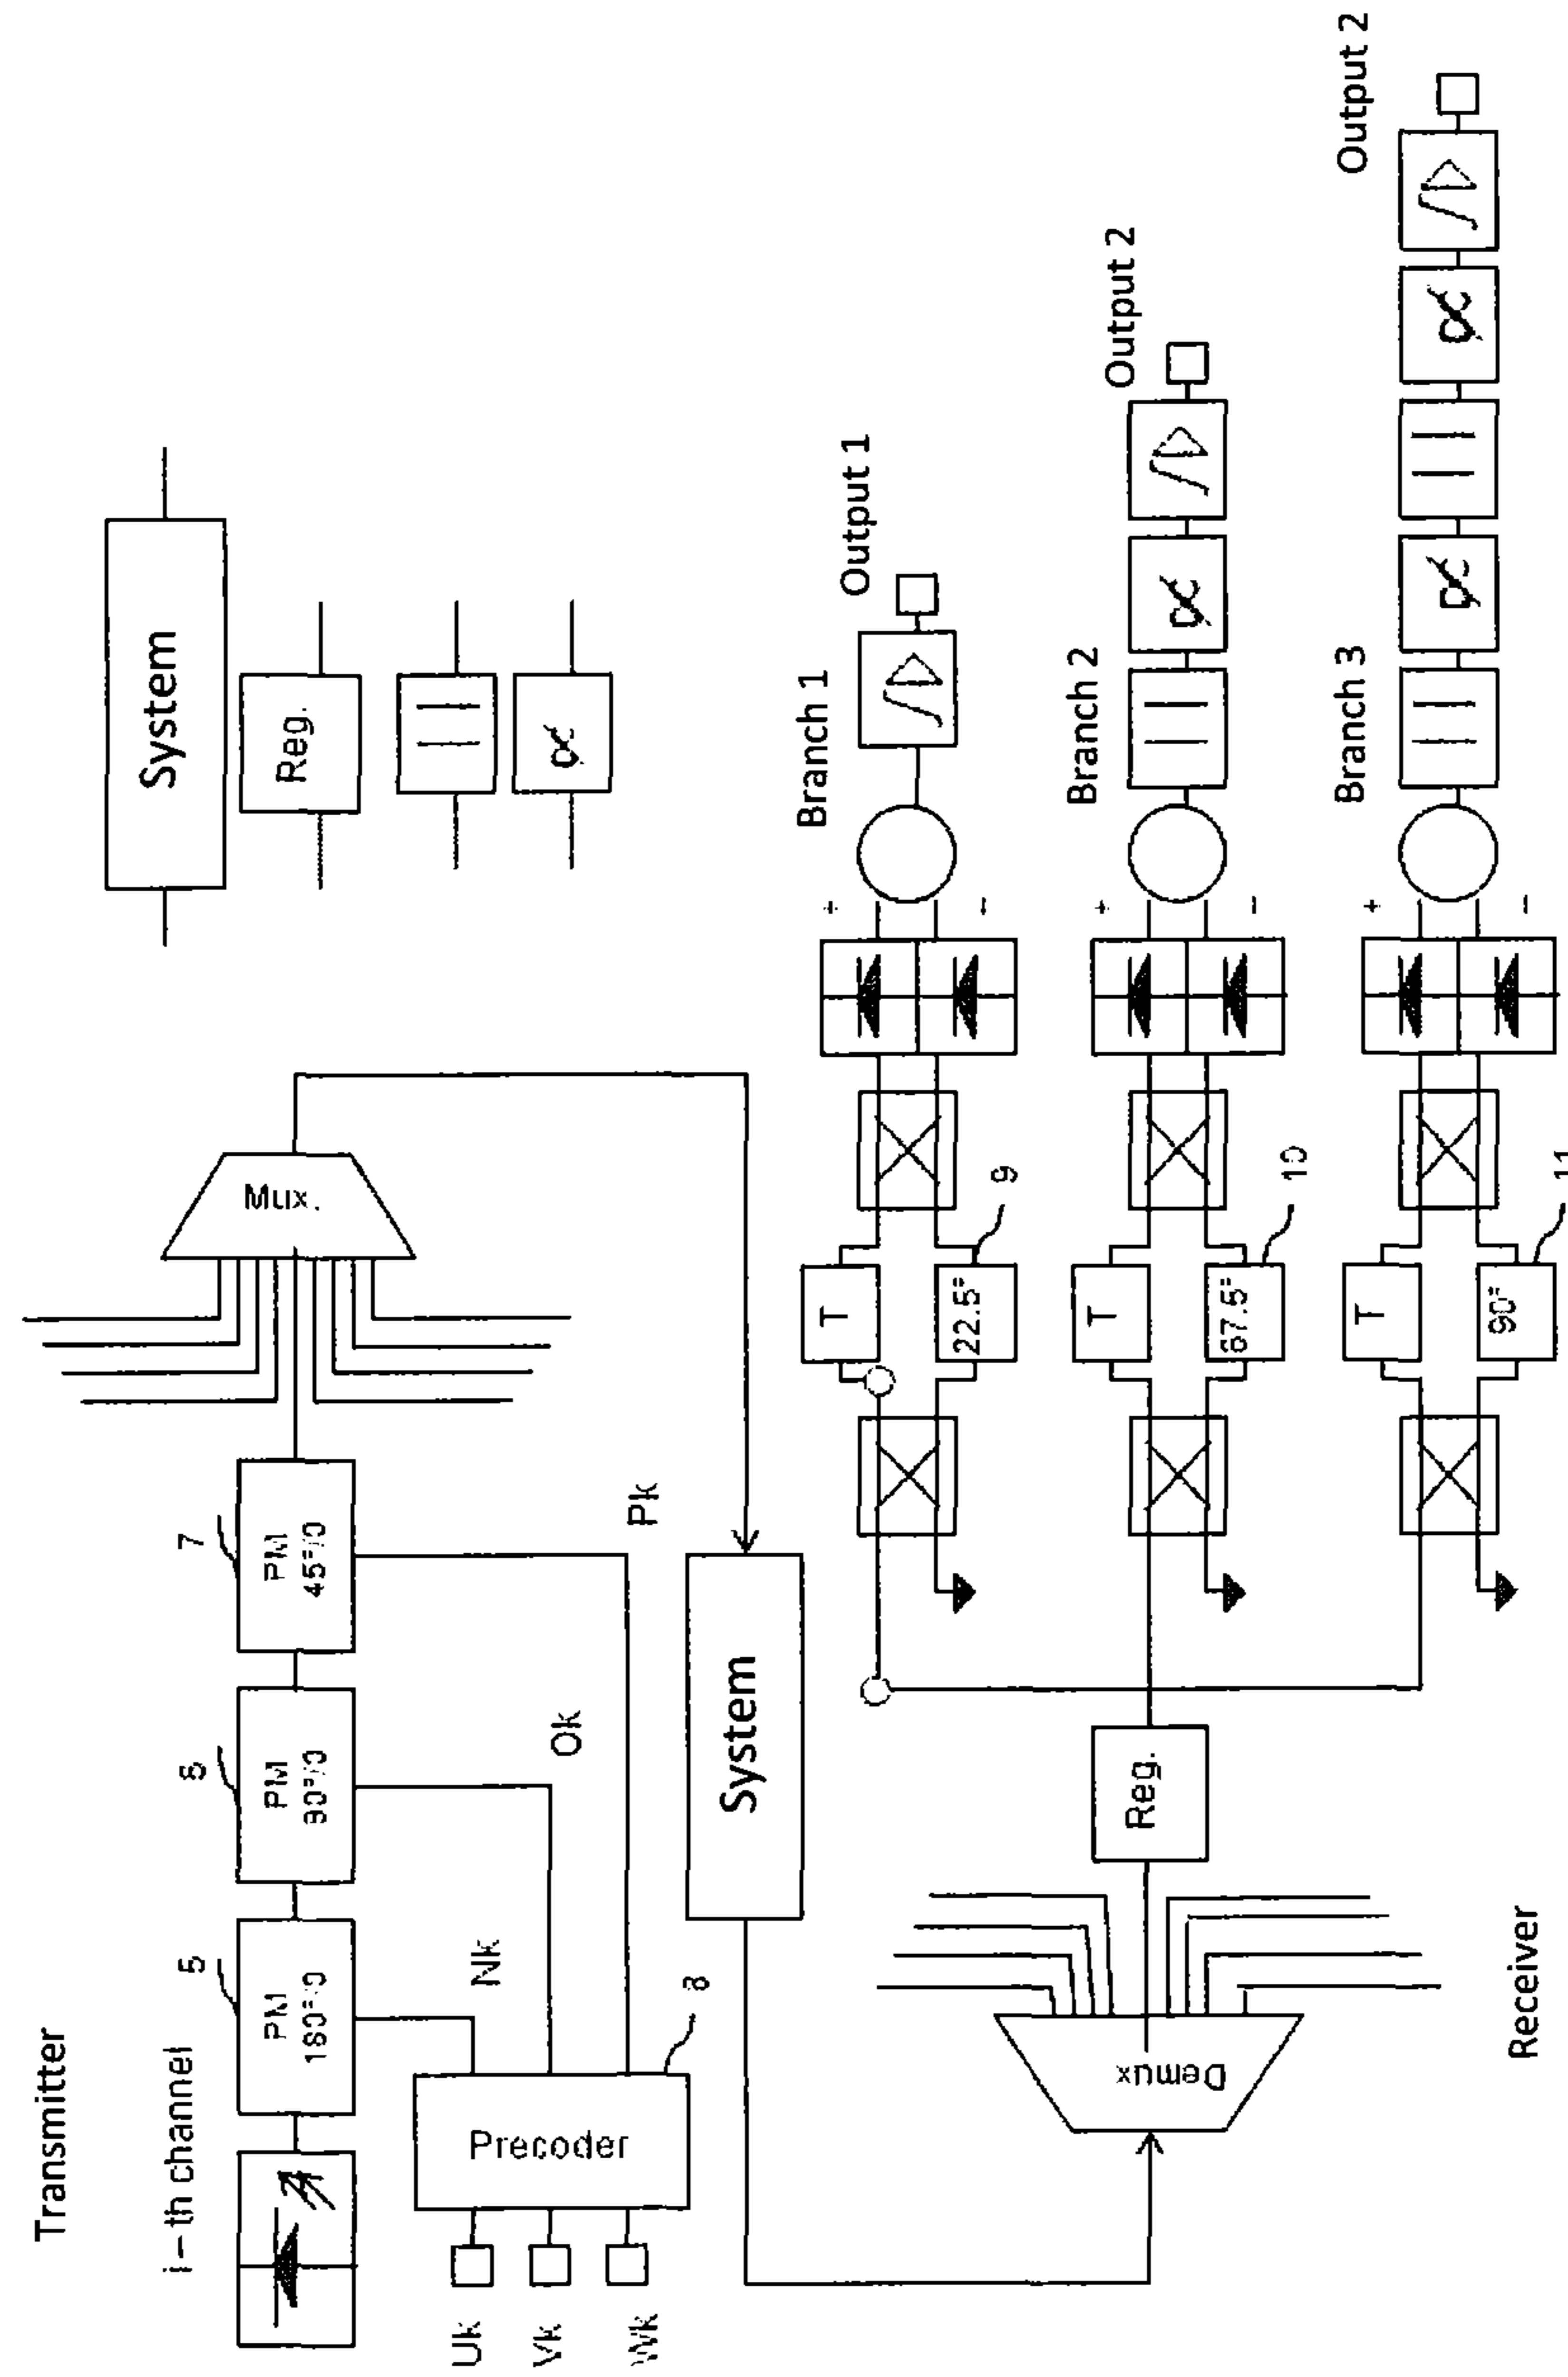 Transmitter
i – th channel
PM
180°/0
5
PM
90°/0
6
PM
45°/0
7
Mux.
System
Reg.
Precoder
8
Uk
Vk
Wk
Nk
Ok
Pk
System
Branch 1
Output 1
+
-
T
22.5°
9
Branch 2
Output 2
+
-
T
67.5°
10
Branch 3
Output 2
+
-
T
90°
11
Reg.
Demux
Receiver